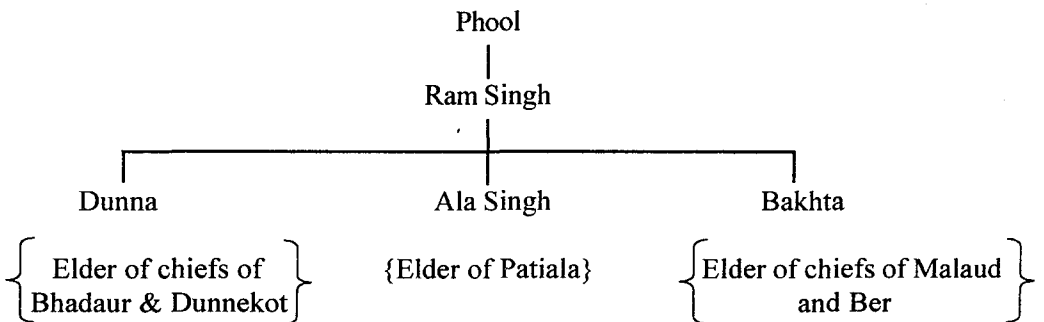 Phool
Ram Singh
Dunna Ala Singh Bakhta
{Elder of chiefs of Bhadaur & Dunnekot}
{Elder of Patiala}
{Elder of chiefs of Malaud and Ber}